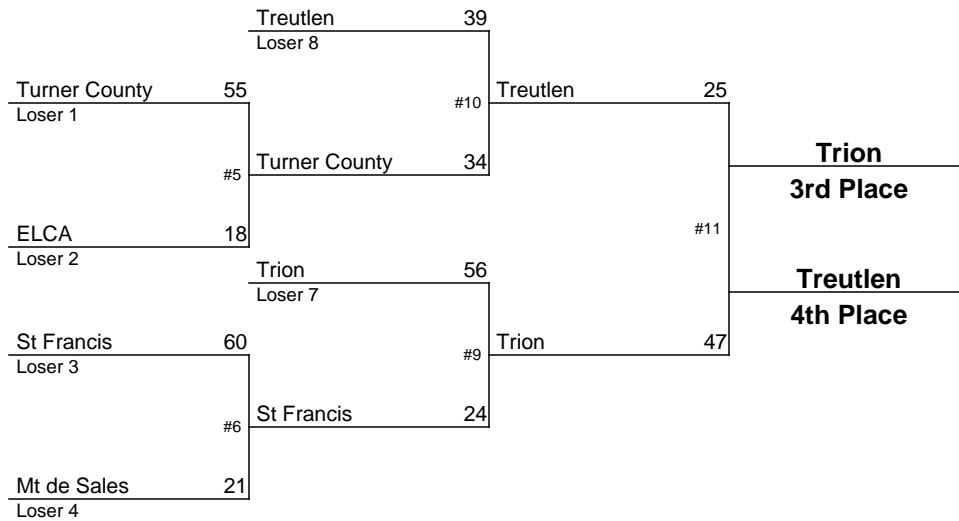 Treutlen 39
Loser 8
Turner County 55
Loser 1
#10
Treutlen 25
Turner County 34
#5
Trion
3rd Place
ELCA 18
Loser 2
#11
Trion 56
Loser 7
Treutlen
4th Place
St Francis 60
Loser 3
#9
Trion 47
St Francis 24
#6
Mt de Sales 21
Loser 4